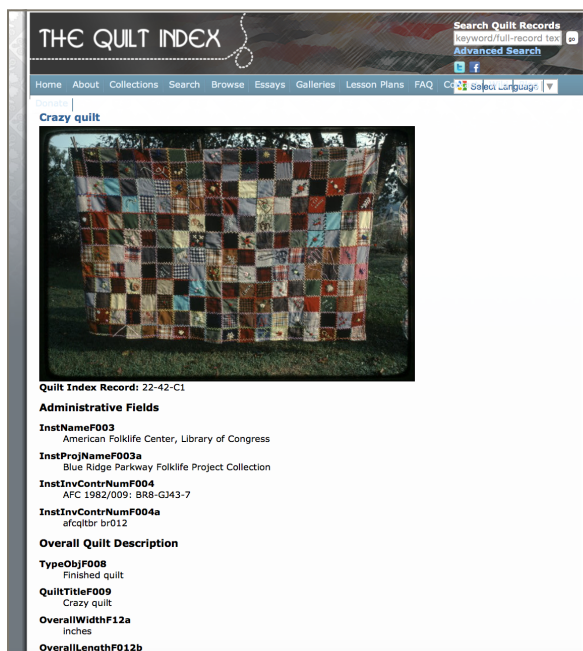 THE QUILT INDEX
Search Quilt Records
keyword/full-record tex
go
Advanced Search
Home About Collections Search Browse Essays Galleries Lesson Plans FAQ
Select Language
Donate
Crazy quilt
Quilt Index Record: 22-42-C1
Administrative Fields
InstNameF003
American Folklife Center, Library of Congress
InstProjNameF003a
Blue Ridge Parkway Folklife Project Collection
InstInvContrNumF004
AFC 1982/009: BR8-GJ43-7
InstInvContrNumF004a
afcqltbr br012
Overall Quilt Description
TypeObjF008
Finished quilt
QuiltTitleF009
Crazy quilt
OverallWidthF12a
inches
OverallLengthF012b